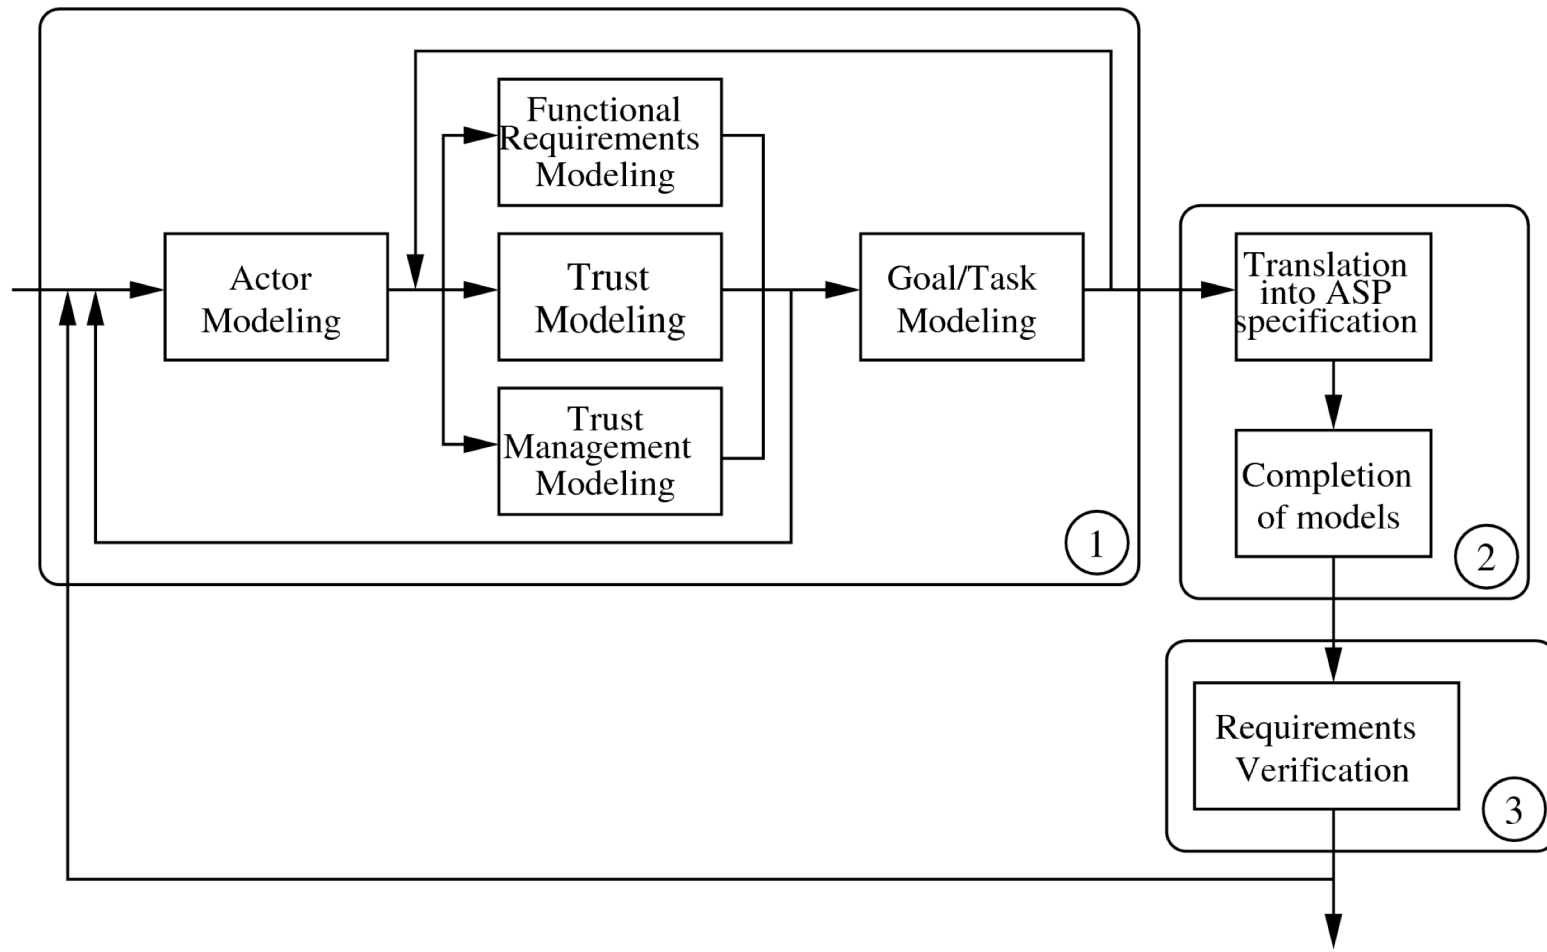 Functional
Requirements
Modeling
Actor
Modeling
Trust
Modeling
Trust
Management
Modeling
Goal/Task
Modeling
1
Translation
into ASP
specification
Completion
of models
2
Requirements
Verification
3